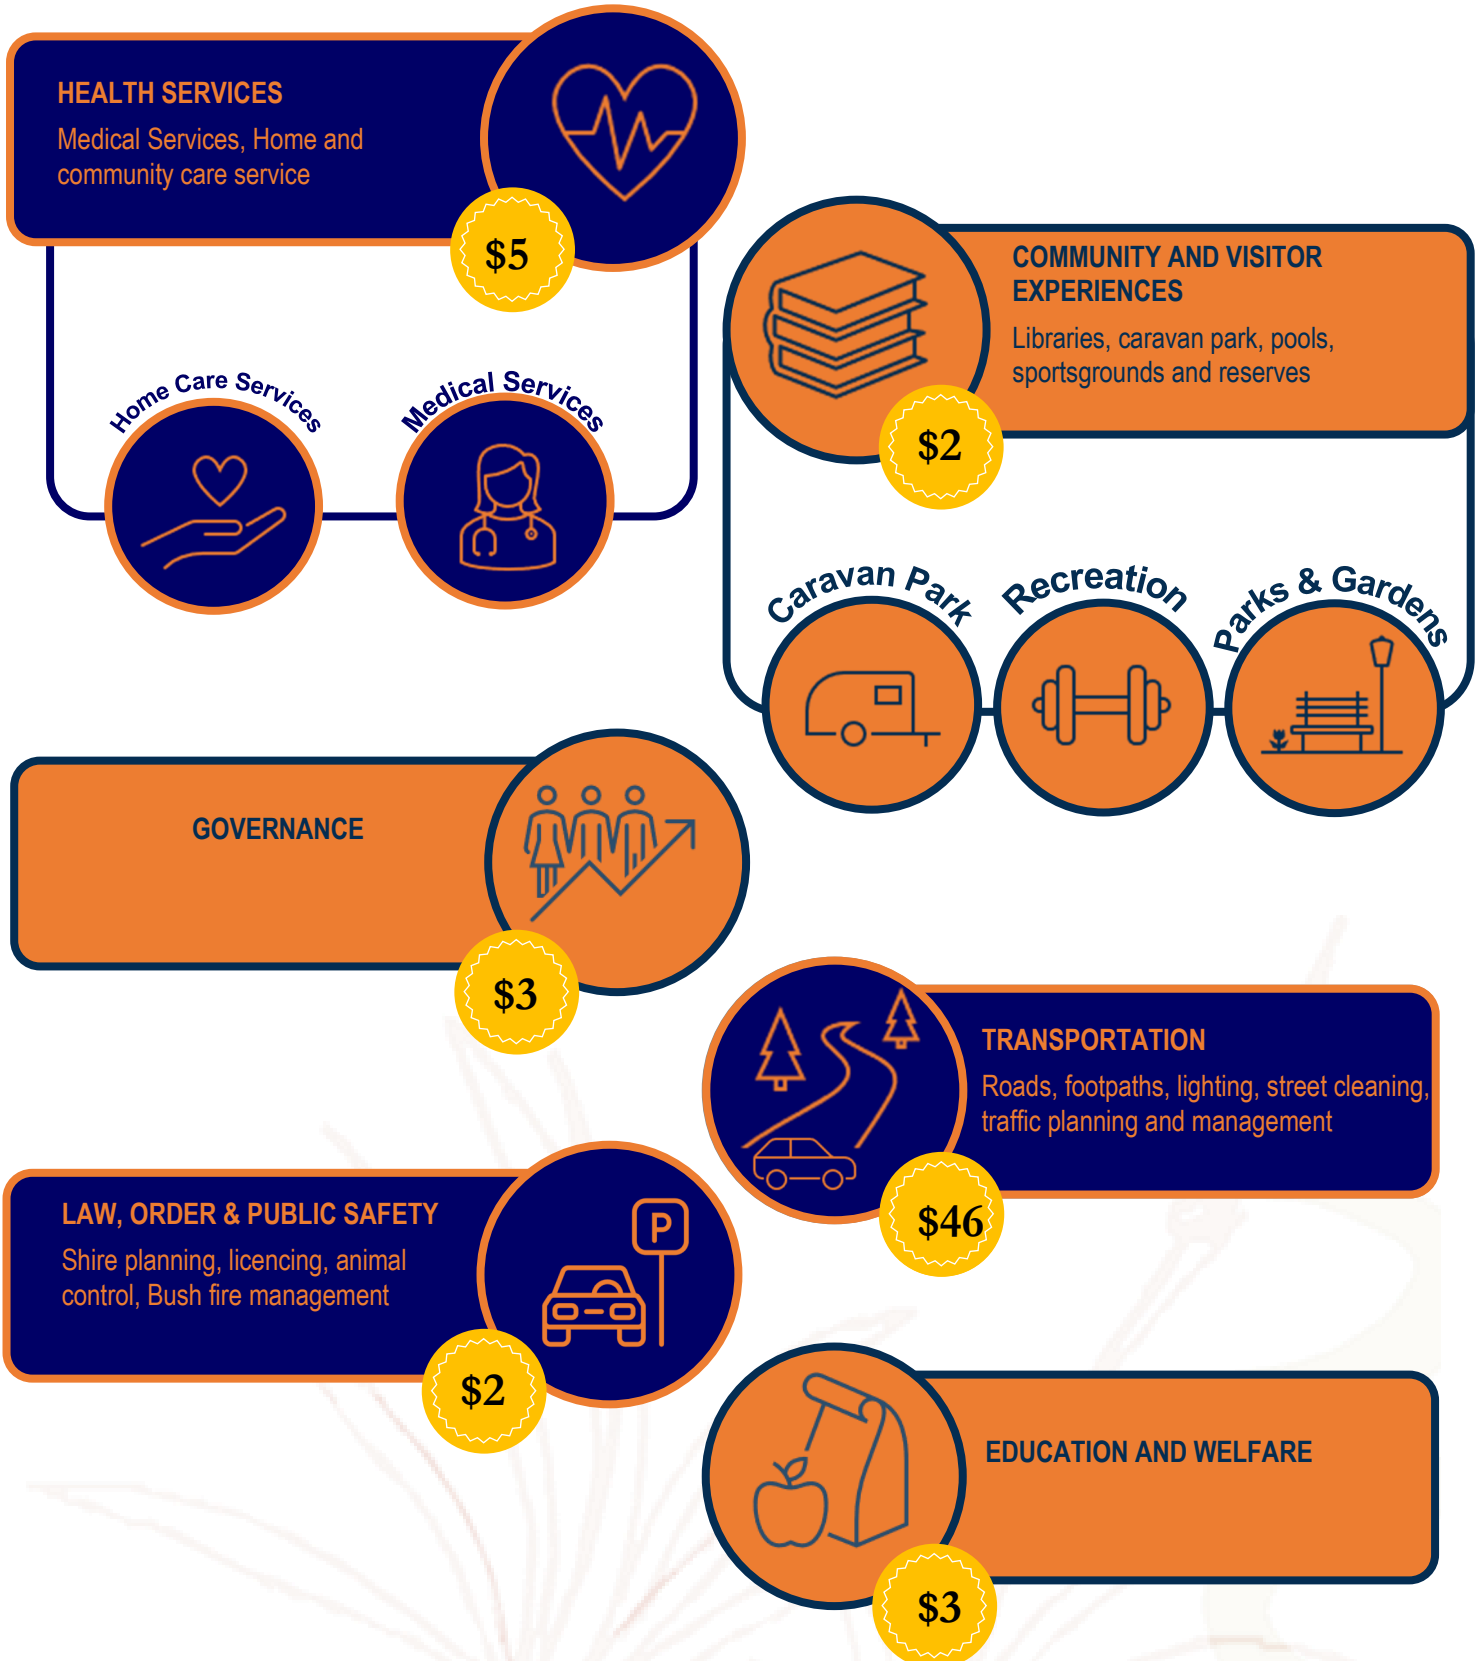 HEALTH SERVICES
Medical Services, Home and
community care service
$5
Home Care Services
Medical Services
COMMUNITY AND VISITOR
EXPERIENCES
Libraries, caravan park, pools,
sportsgrounds and reserves
$2
Caravan Park
Recreation
Parks & Gardens
GOVERNANCE
$3
TRANSPORTATION
Roads, footpaths, lighting, street cleaning,
traffic planning and management
$46
LAW, ORDER & PUBLIC SAFETY
Shire planning, licencing, animal
control, Bush fire management
P
$2
EDUCATION AND WELFARE
$3